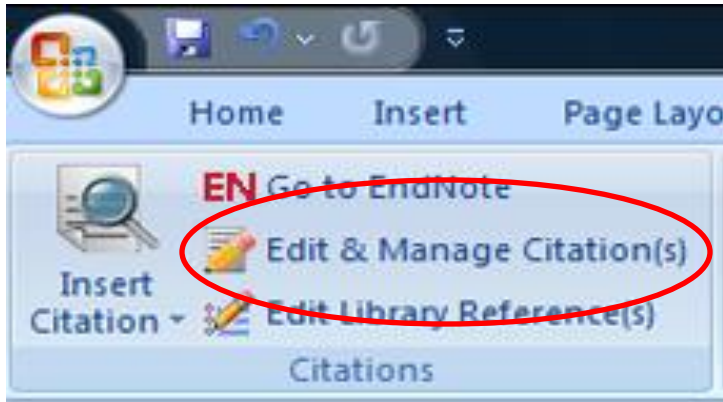 Home Insert Page Layo
EN Go to EndNote
Edit & Manage Citation(s)
Insert
Citation
Edit Library Reference(s)
Citations